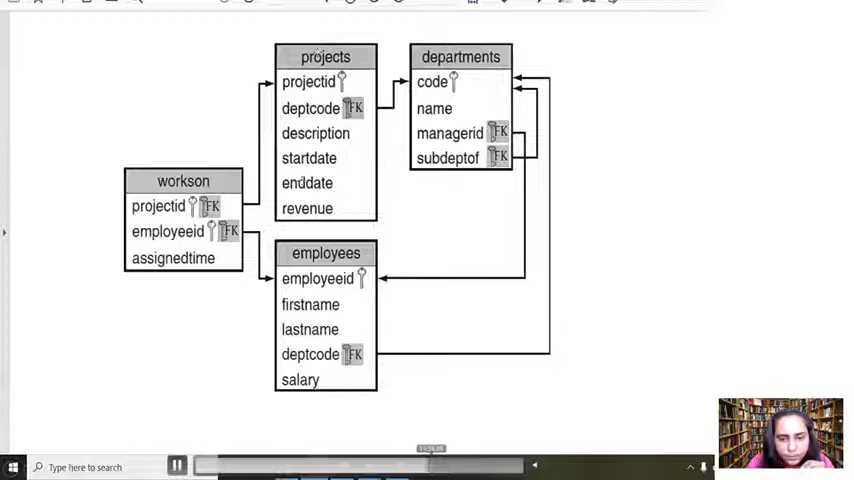 projects
projectid
deptcode FK
description
startdate
enddate
revenue
departments
code
name
managerid FK
subdeptof FK
workson
projectid FK
employeeid FK
assignedtime
employees
employeeid
firstname
lastname
deptcode FK
salary
Type here to search